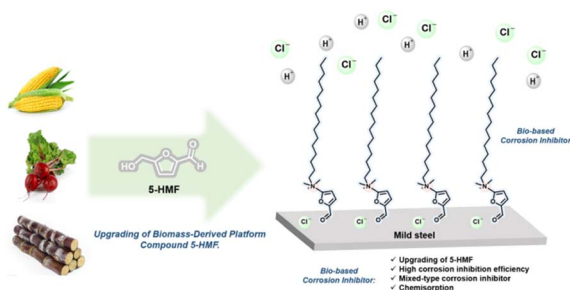 HO
O
O
H
5-HMF
Upgrading of Biomass-Derived Platform
Compound 5-HMF.
Cl⁻
H⁺
Cl⁻
H⁺
Cl⁻
H⁺
Cl⁻
Cl⁻
H⁺
Cl⁻
Cl⁻
H⁺
Bio-based
Corrosion Inhibitor
Cl⁻
Cl⁻
Cl⁻
Cl⁻
Mild steel
Bio-based
Corrosion Inhibitor:
✓ Upgrading of 5-HMF
✓ High corrosion inhibition efficiency
✓ Mixed-type corrosion inhibitor
✓ Chemisorption